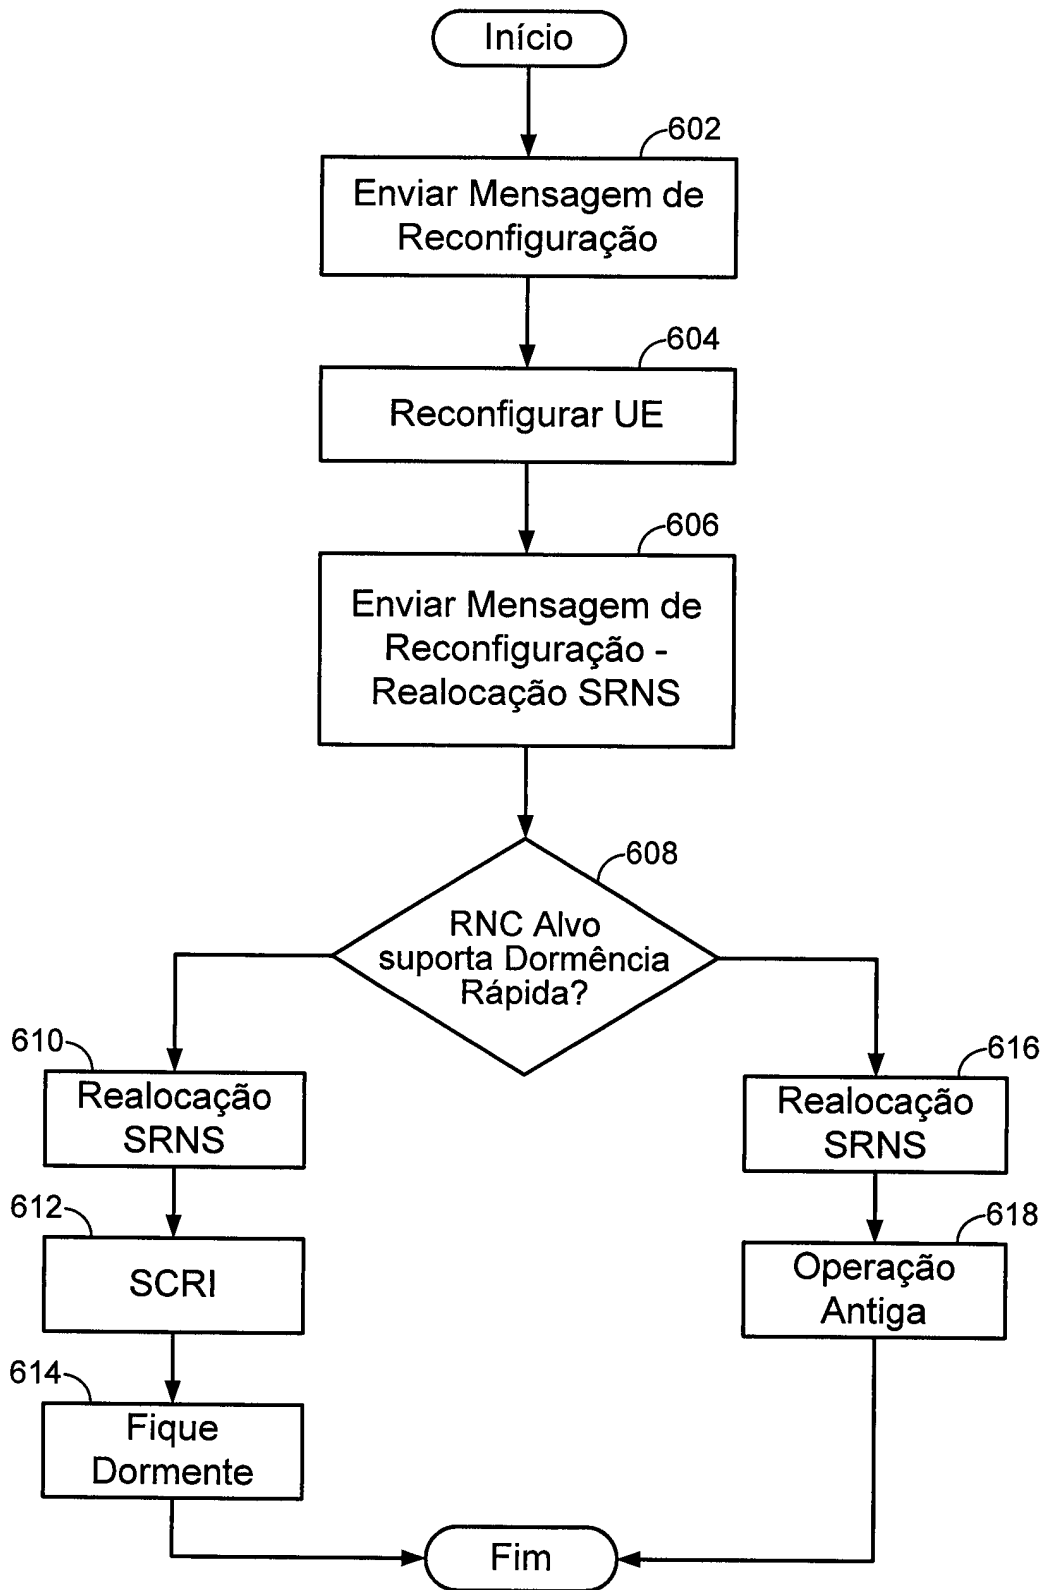 Início
602
Enviar Mensagem de
Reconfiguração
604
Reconfigurar UE
606
Enviar Mensagem de
Reconfiguração -
Realocação SRNS
608
RNC Alvo
suporta Dormência
Rápida?
610
Realocação
SRNS
612
SCRI
614
Fique
Dormente
616
Realocação
SRNS
618
Operação
Antiga
Fim